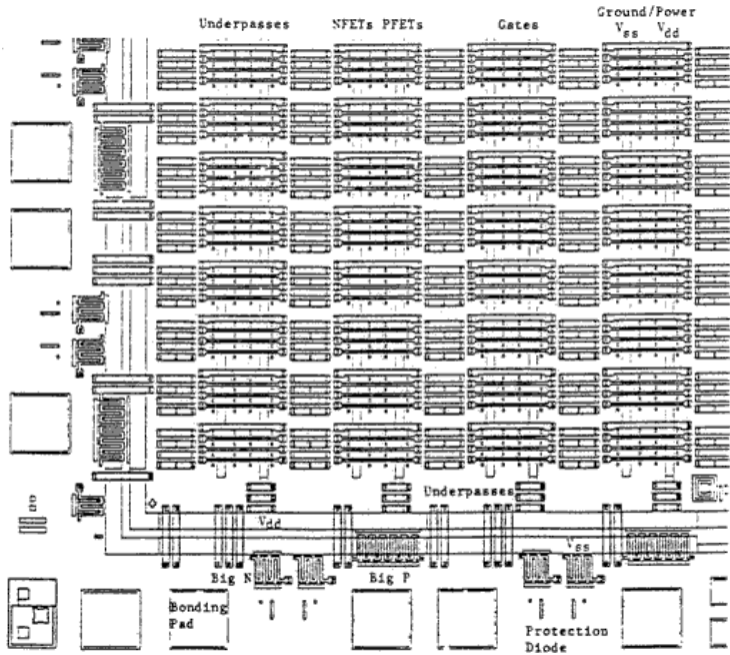 Underpasses NFETs PFETs Gates Ground/Power
Vss Vdd
Underpasses
Vdd Vss
Big N Big P
Bonding
Pad
Protection
Diode